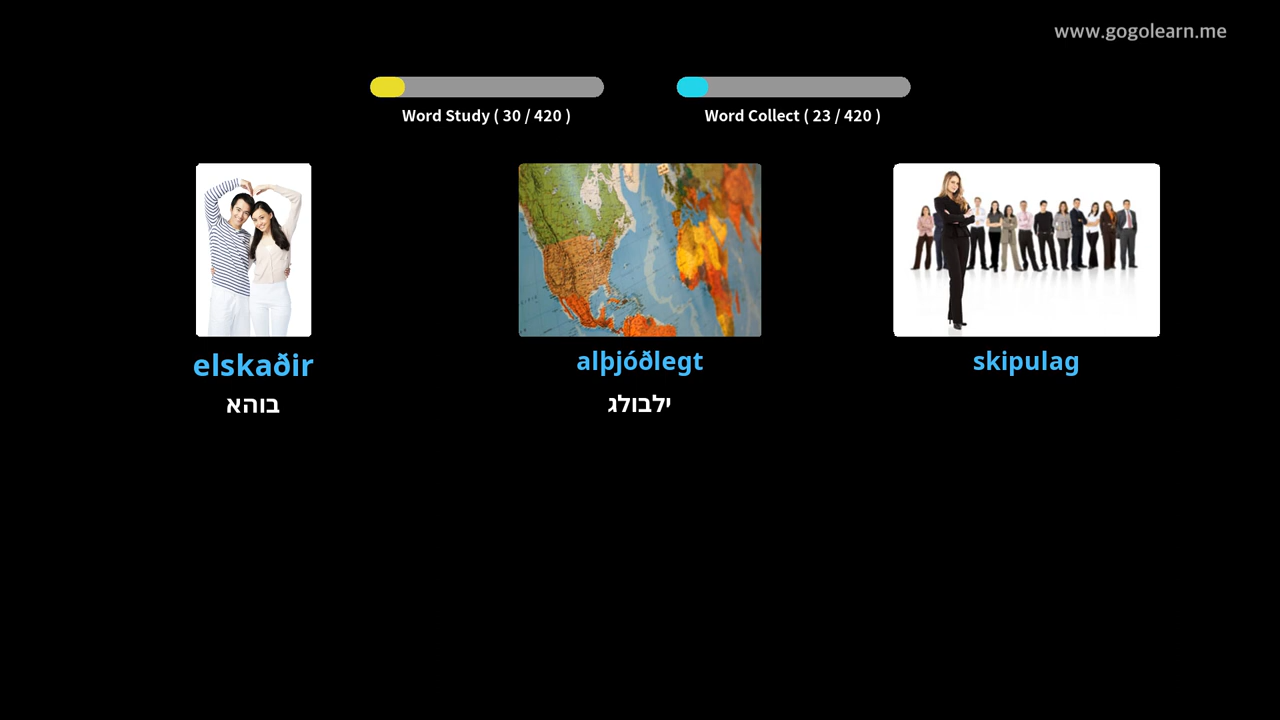 www.gogolearn.me
Word Study ( 30 / 420 )
Word Collect ( 23 / 420 )
elskaðir
alþjóðlegt
skipulag
בוהא
ילבולג